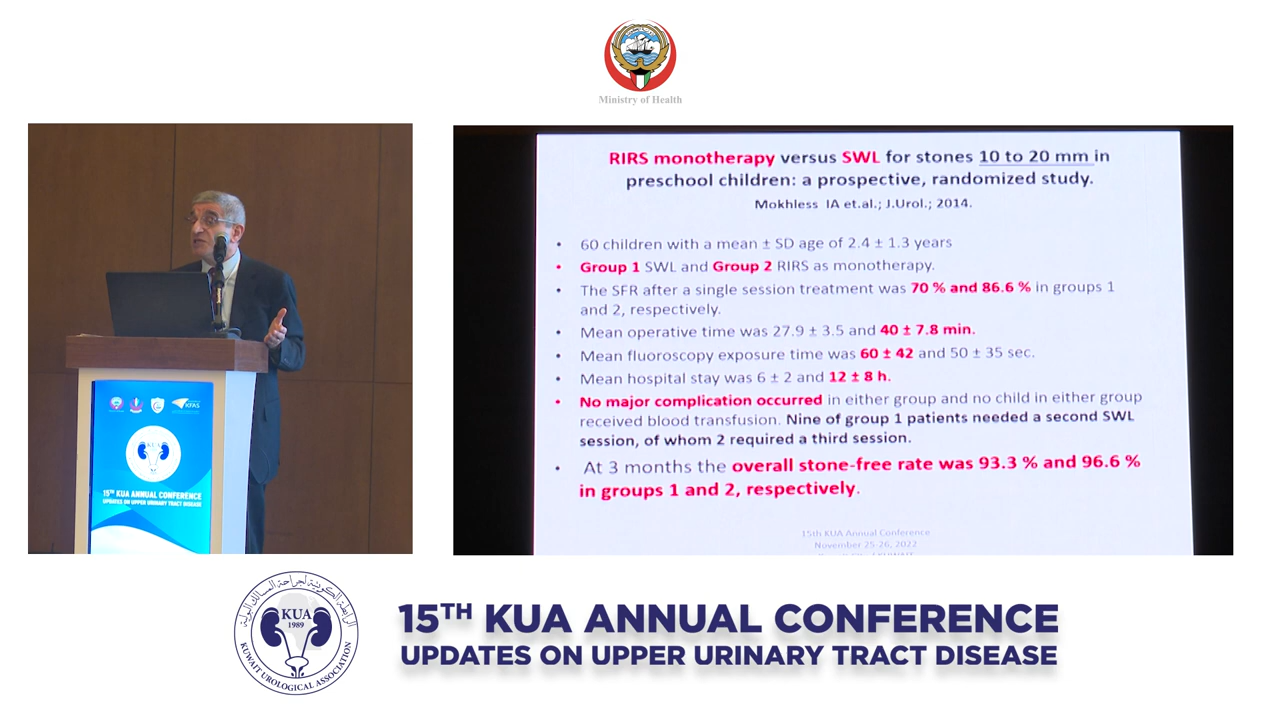 Ministry of Health
RIRS monotherapy versus SWL for stones 10 to 20 mm in
preschool children: a prospective, randomized study.
Mokhless IA et.al.; J.Urol.; 2014.
• 60 children with a mean ± SD age of 2.4 ± 1.3 years
• Group 1 SWL and Group 2 RIRS as monotherapy.
• The SFR after a single session treatment was 70 % and 86.6 % in groups 1
and 2, respectively.
• Mean operative time was 27.9 ± 3.5 and 40 ± 7.8 min.
• Mean fluoroscopy exposure time was 60 ± 42 and 50 ± 35 sec.
• Mean hospital stay was 6 ± 2 and 12 ± 8 h.
• No major complication occurred in either group and no child in either group
received blood transfusion. Nine of group 1 patients needed a second SWL
session, of whom 2 required a third session.
• At 3 months the overall stone-free rate was 93.3 % and 96.6 %
in groups 1 and 2, respectively.
15th KUA Annual Conference
November 25-26, 2022
KFAS
KUA
15TH KUA ANNUAL CONFERENCE
UPDATES ON UPPER URINARY TRACT DISEASE
الرابطة الكويتية لجراحة المسالك البولية
KUA
1989
KUWAIT UROLOGICAL ASSOCIATION
15TH KUA ANNUAL CONFERENCE
UPDATES ON UPPER URINARY TRACT DISEASE